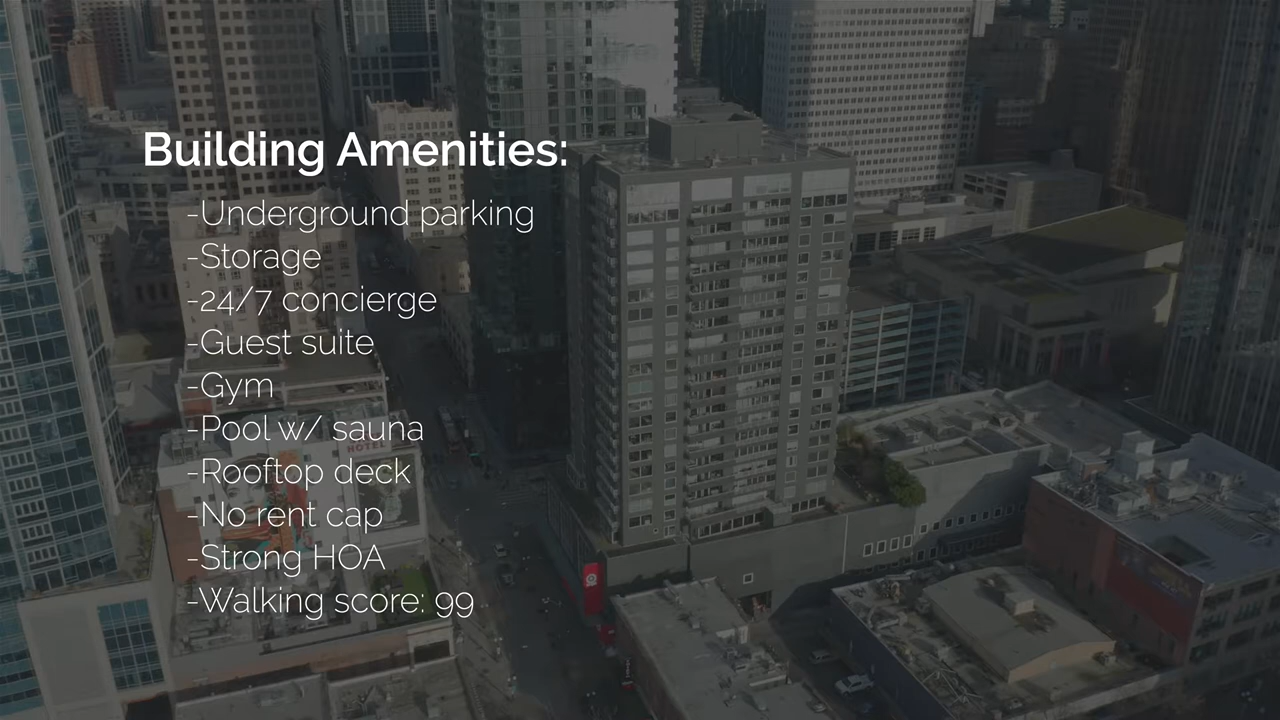 Building Amenities:
-Underground parking
-Storage
-24/7 concierge
-Guest suite
-Gym
-Pool w/ sauna
-Rooftop deck
-No rent cap
-Strong HOA
-Walking score: 99
HOTEL